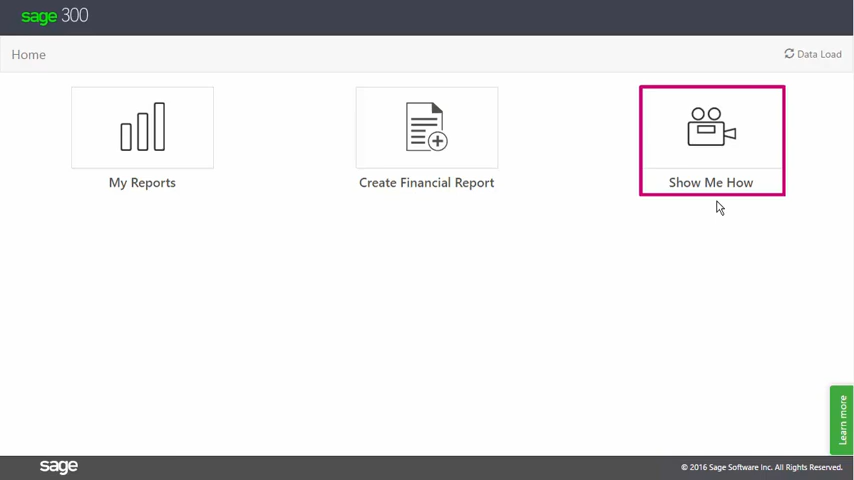 sage 300
Home
Data Load
My Reports
Create Financial Report
Show Me How
Learn more
sage
© 2016 Sage Software Inc. All Rights Reserved.